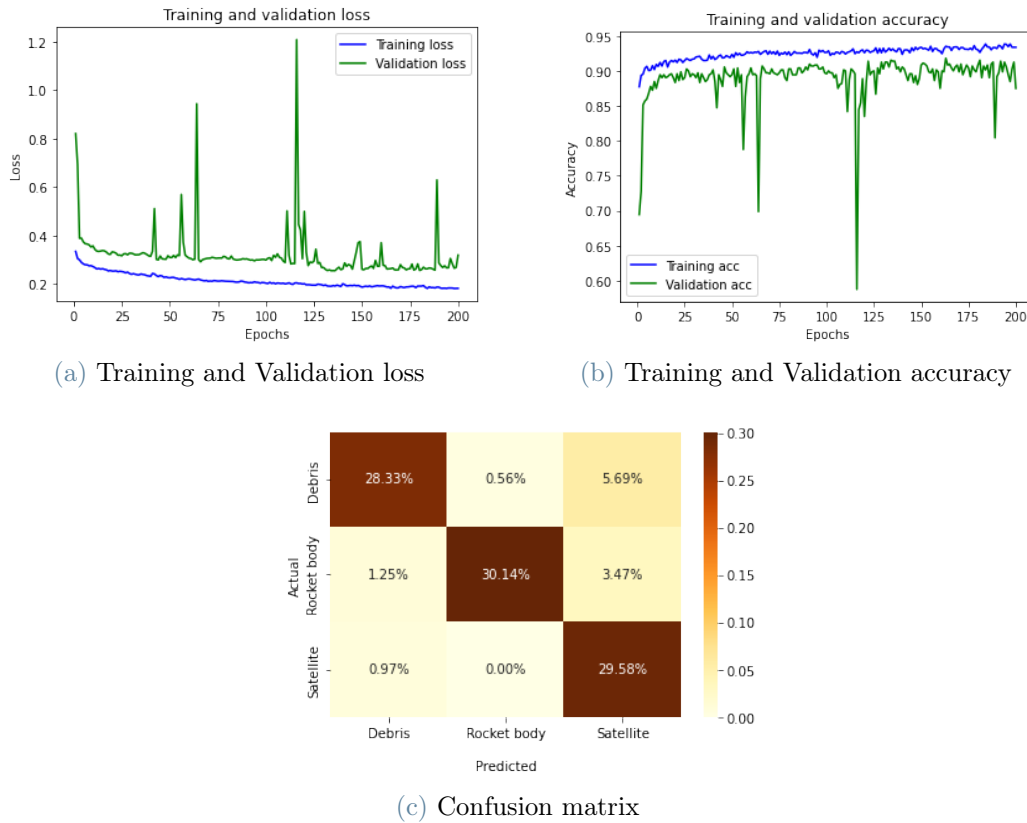 Training and validation loss
Training loss
Validation loss
1.2
1.0
0.8
0.6
0.4
0.2
Loss
0 25 50 75 100 125 150 175 200
Epochs
(a) Training and Validation loss
Training and validation accuracy
0.95
0.90
0.85
0.80
0.75
0.70
0.65
0.60
Accuracy
Training acc
Validation acc
0 25 50 75 100 125 150 175 200
Epochs
(b) Training and Validation accuracy
Actual
Debris
28.33% 0.56% 5.69%
Rocket body
1.25% 30.14% 3.47%
Satellite
0.97% 0.00% 29.58%
Debris Rocket body Satellite
Predicted
0.30
0.25
0.20
0.15
0.10
0.05
0.00
(c) Confusion matrix